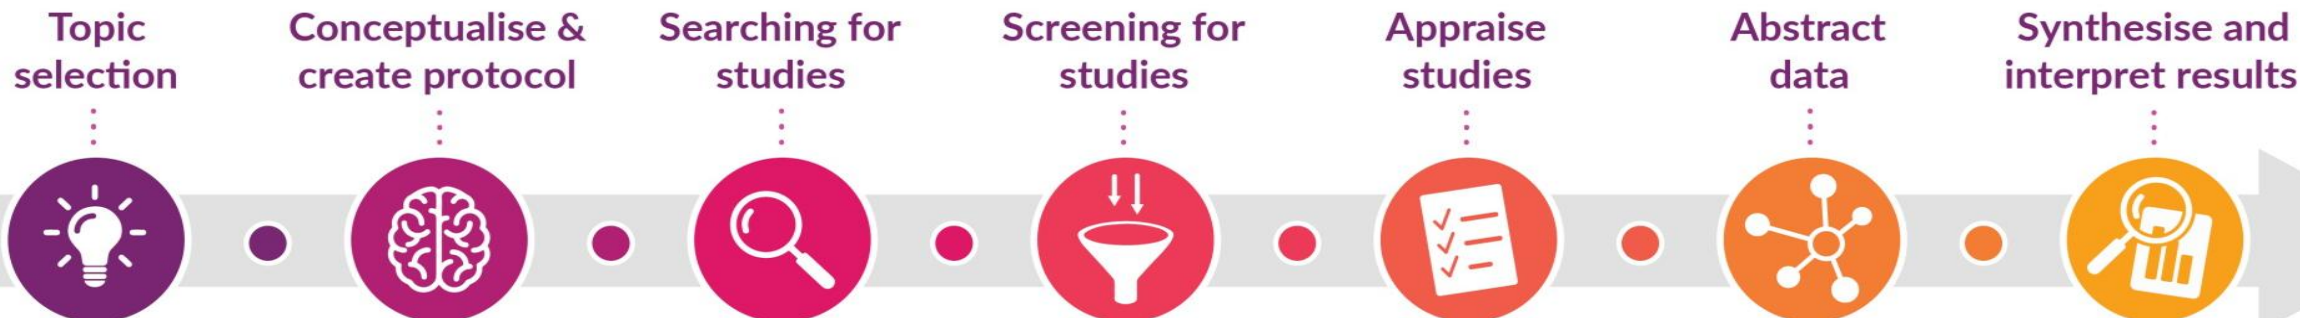 Topic
selection
Conceptualise &
create protocol
Searching for
studies
Screening for
studies
Appraise
studies
Abstract
data
Synthesise and
interpret results